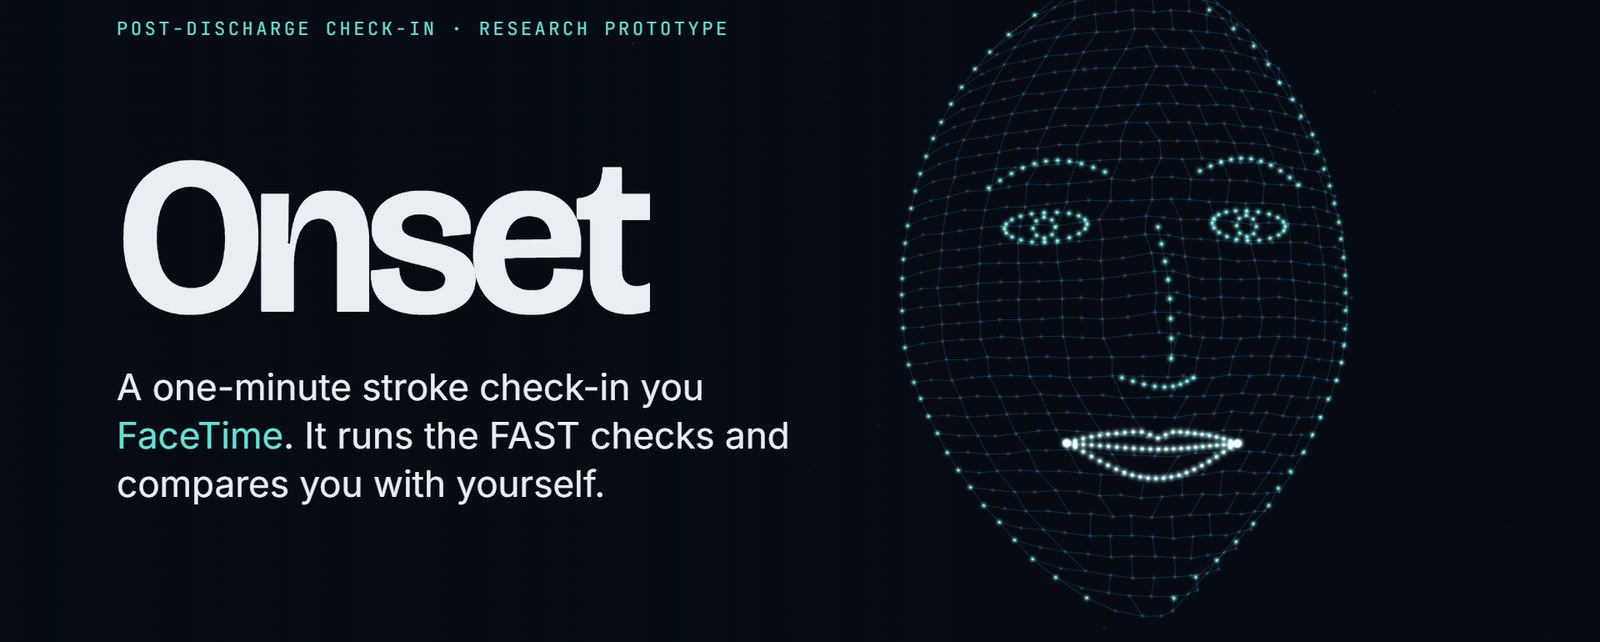 POST-DISCHARGE CHECK-IN · RESEARCH PROTOTYPE
Onset
A one-minute stroke check-in you
FaceTime. It runs the FAST checks and
compares you with yourself.